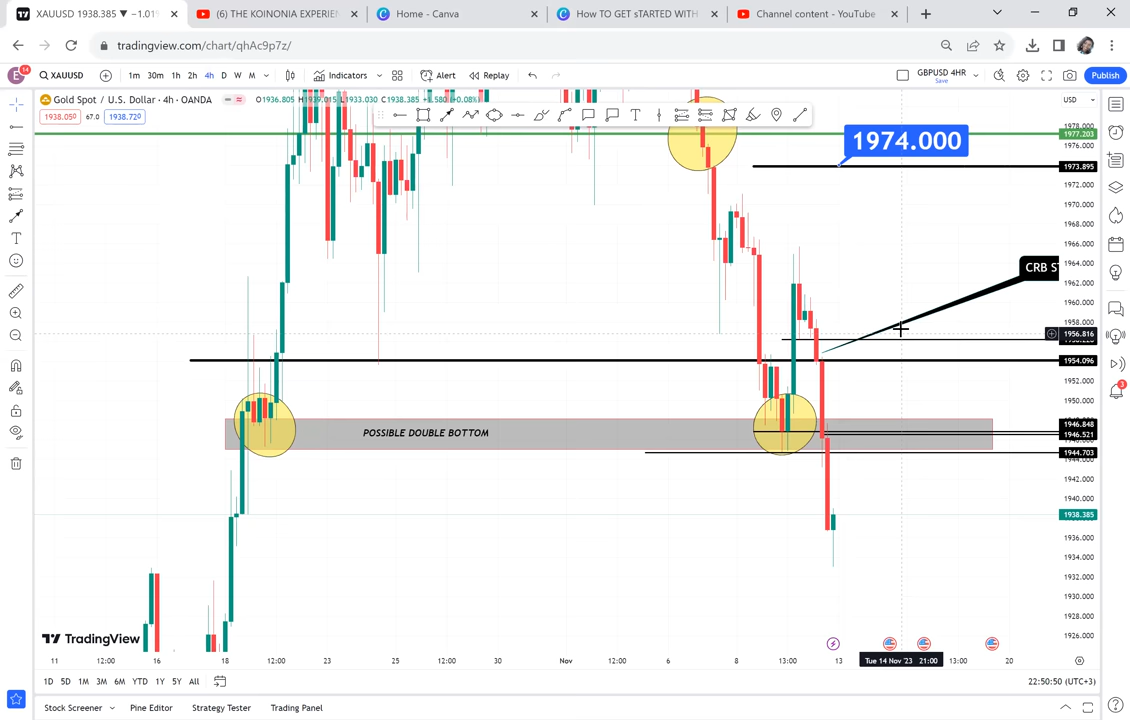 XAUUSD 1938.385 ▼ −1.01%
(6) THE KOINONIA EXPERIEN
Home - Canva
How TO GET sTARTED WITH
Channel content - YouTube
tradingview.com/chart/qhAc9p7z/
E 14 XAUUSD 1m 30m 1h 2h 4h D W M Indicators Alert Replay GBPUSD 4HR Save Publish
Gold Spot / U.S. Dollar · 4h · OANDA O1936.805 H1939.015 L1933.030 C1938.385 +1.580 (+0.08%)
USD
1938.050 67.0 1938.720
1978.000
1977.203
1976.000
1974.000
1973.895
1972.000
1970.000
1968.000
1966.000
1964.000
CRB ST
1962.000
1960.000
1958.000
1956.816
1954.096
1952.000
1950.000
1946.848
POSSIBLE DOUBLE BOTTOM
1946.521
1944.703
1942.000
1940.000
1938.385
1936.000
1934.000
1932.000
1930.000
1928.000
1926.000
TradingView
11 12:00 16 18 12:00 23 25 12:00 30 Nov 12:00 6 8 13:00 13 Tue 14 Nov '23 21:00 13:00 20
1D 5D 1M 3M 6M YTD 1Y 5Y All
22:50:50 (UTC+3)
Stock Screener Pine Editor Strategy Tester Trading Panel
3